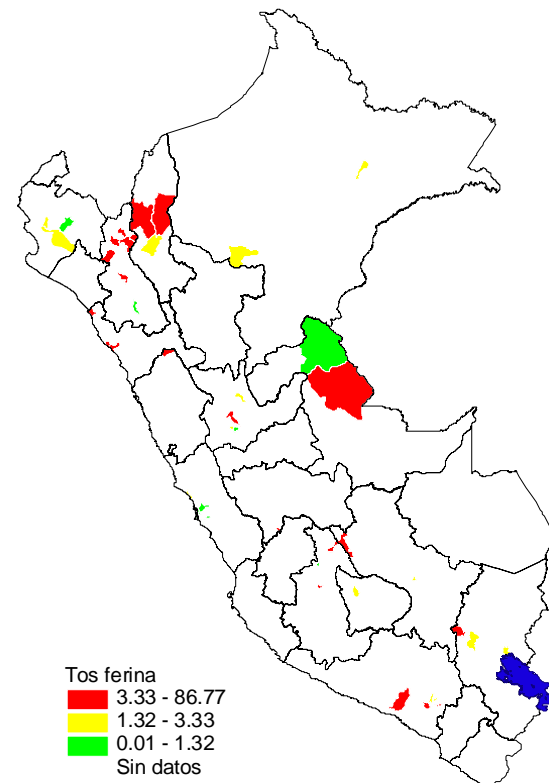 Tos ferina
3.33 - 86.77
1.32 - 3.33
0.01 - 1.32
Sin datos